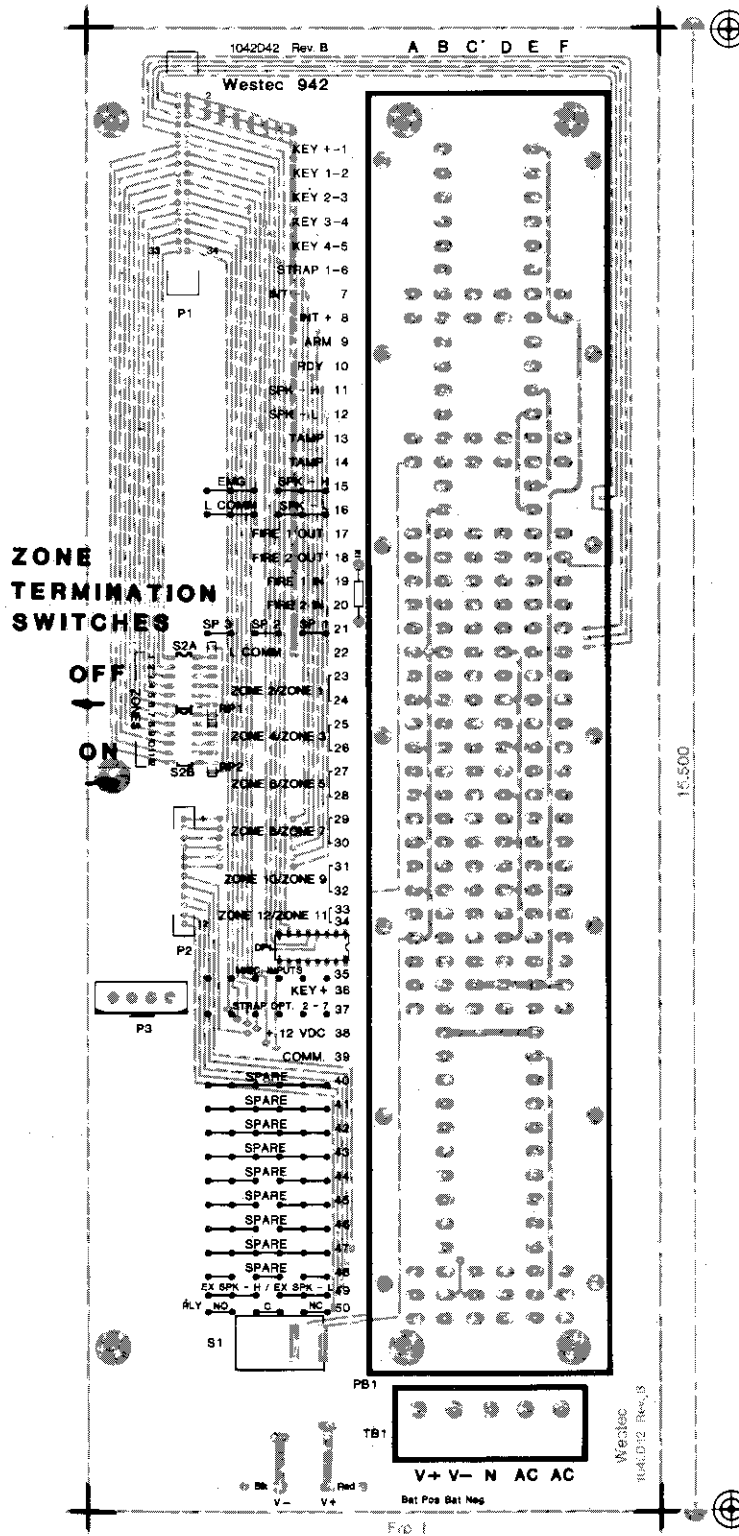 1042D42 Rev. B
Westec 942
A B C D E F
2
KEY +-1
KEY 1-2
KEY 2-3
KEY 3-4
KEY 4-5
33 34
STRAP 1-6
INT - 7
P1
INT + 8
ARM 9
RDY 10
SPK - H 11
SPK - L 12
TAMP 13
TAMP 14
EMG SPK - H 15
L COMM SPK - L 16
FIRE 1 OUT 17
FIRE 2 OUT 18
FIRE 1 IN 19
FIRE 2 IN 20
ZONE
TERMINATION
SWITCHES
SP 3 SP 2 SP 1 21
S2A L COMM 22
OFF
ON
ZONES
RP1
S2B RP2
ZONE 2/ZONE 1 23
24
ZONE 4/ZONE 3 25
26
ZONE 6/ZONE 5 27
28
ZONE 8/ZONE 7 29
30
ZONE 10/ZONE 9 31
32
ZONE 12/ZONE 11 33
34
12
P2
MISC INPUTS 35
KEY + 36
STRAP OPT. 2 - 7 37
P3
+ 12 VDC 38
COMM. 39
SPARE 40
SPARE 41
SPARE 42
SPARE 43
SPARE 44
SPARE 45
SPARE 46
SPARE 47
SPARE 48
EX SPK - H / EX SPK - L 49
RLY NO C NC 50
S1
PB1
TB1
V+ V- N AC AC
Bat Pos Bat Neg
Blk Red
V- V+
15.500
Westec
1042D42 Rev. B